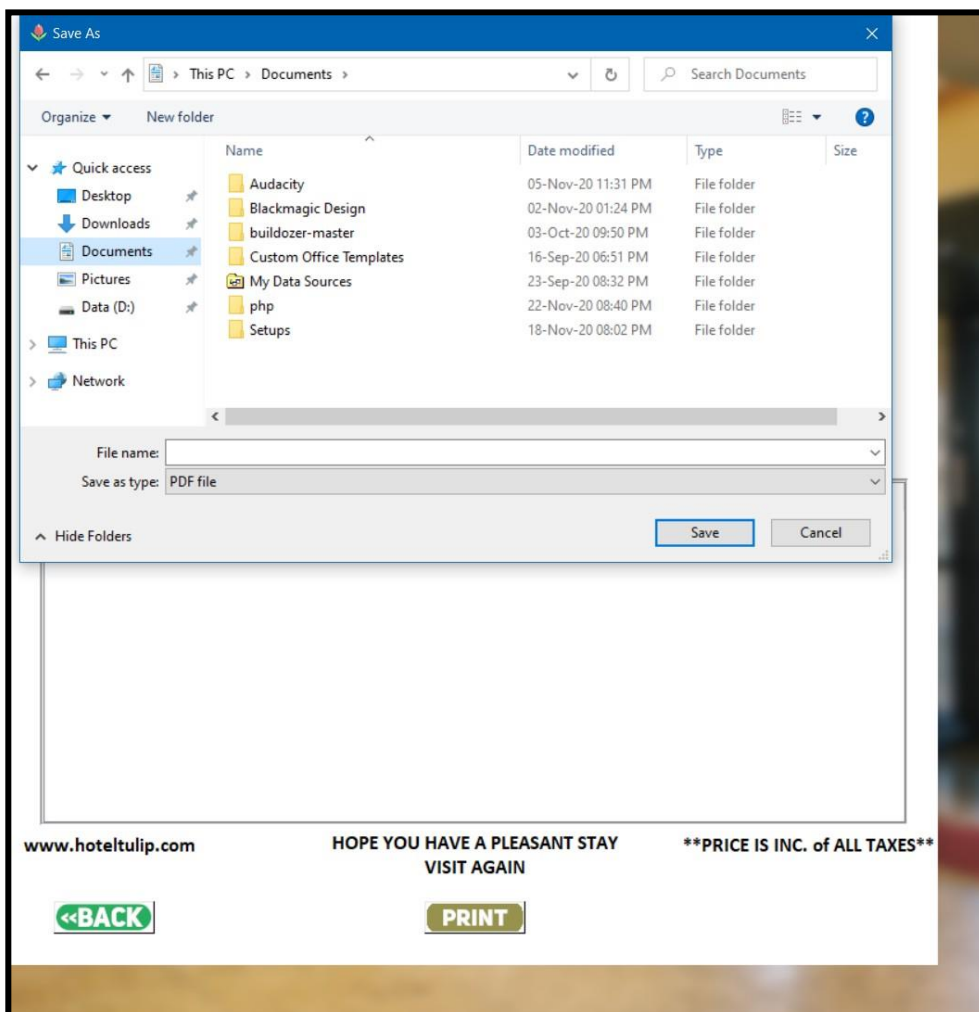 Save As
This PC > Documents >
Search Documents
Organize New folder
Name Date modified Type Size
Quick access
Desktop
Downloads
Documents
Pictures
Data (D:)
This PC
Network
Audacity 05-Nov-20 11:31 PM File folder
Blackmagic Design 02-Nov-20 01:24 PM File folder
buildozer-master 03-Oct-20 09:50 PM File folder
Custom Office Templates 16-Sep-20 06:51 PM File folder
My Data Sources 23-Sep-20 08:32 PM File folder
php 22-Nov-20 08:40 PM File folder
Setups 18-Nov-20 08:02 PM File folder
File name:
Save as type: PDF file
Hide Folders
Save Cancel
www.hoteltulip.com HOPE YOU HAVE A PLEASANT STAY **PRICE IS INC. of ALL TAXES**
VISIT AGAIN
<<BACK PRINT